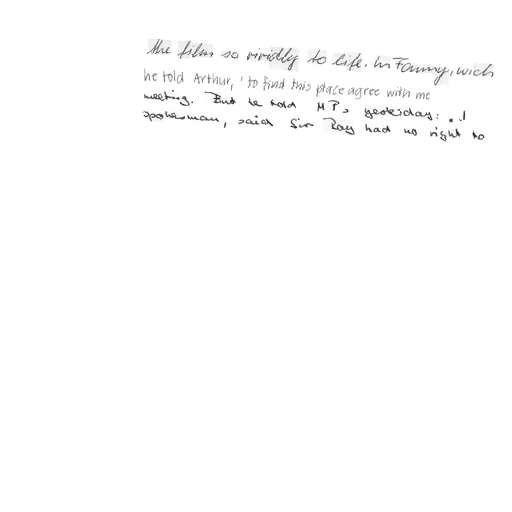 the film so vividly to life. In Fanny, wich
he told Arthur, 'to find this place agree with me
meeting. But he told MPs yesterday: "I
spokesman, said Sir Roy had no right to